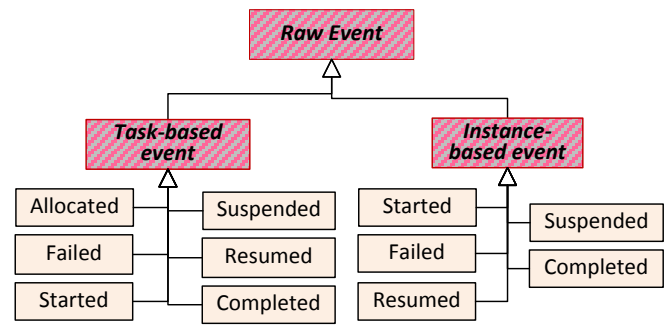 Raw Event
Task-based
event
Instance-
based event
Allocated
Suspended
Failed
Resumed
Started
Completed
Started
Suspended
Failed
Completed
Resumed